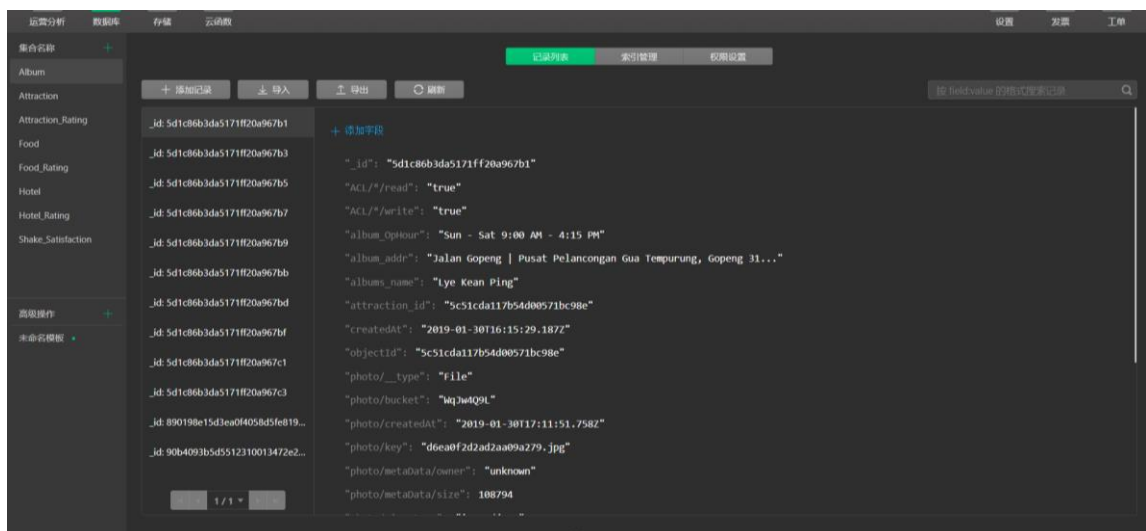 运营分析 数据库 存储 云函数 设置 发票 工单
集合名称 +
Album
Attraction
Attraction_Rating
Food
Food_Rating
Hotel
Hotel_Rating
Shake_Satisfaction
高级操作 +
未命名模板
记录列表 索引管理 权限设置
+ 添加记录 导入 导出 刷新 按 field:value 的格式搜索记录
_id: 5d1c86b3da5171ff20a967b1
_id: 5d1c86b3da5171ff20a967b3
_id: 5d1c86b3da5171ff20a967b5
_id: 5d1c86b3da5171ff20a967b7
_id: 5d1c86b3da5171ff20a967b9
_id: 5d1c86b3da5171ff20a967bb
_id: 5d1c86b3da5171ff20a967bd
_id: 5d1c86b3da5171ff20a967bf
_id: 5d1c86b3da5171ff20a967c1
_id: 5d1c86b3da5171ff20a967c3
_id: 890198e15d3ea0f4058d5fe819...
_id: 90b4093b5d5512310013472e2...
1/1
+ 添加字段
"_id": "5d1c86b3da5171ff20a967b1"
"ACL/*/read": "true"
"ACL/*/write": "true"
"album_OpHour": "Sun - Sat 9:00 AM - 4:15 PM"
"album_addr": "Jalan Gopeng | Pusat Pelancongan Gua Tempurung, Gopeng 31..."
"albums_name": "Lye Kean Ping"
"attraction_id": "5c51cda117b54d00571bc98e"
"createdAt": "2019-01-30T16:15:29.187Z"
"objectId": "5c51cda117b54d00571bc98e"
"photo/__type": "File"
"photo/bucket": "WqJw4Q9L"
"photo/createdAt": "2019-01-30T17:11:51.758Z"
"photo/key": "d6ea0f2d2ad2aa09a279.jpg"
"photo/metaData/owner": "unknown"
"photo/metaData/size": 108794